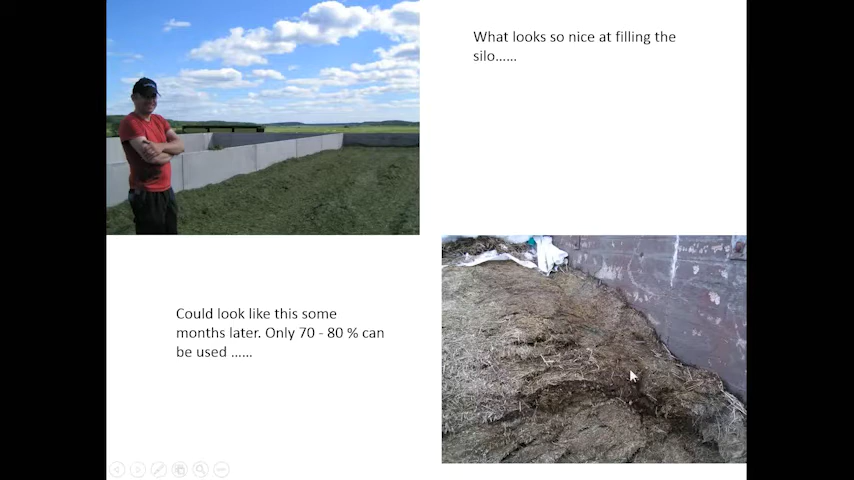 What looks so nice at filling the
silo......
Could look like this some
months later. Only 70 - 80 % can
be used ......